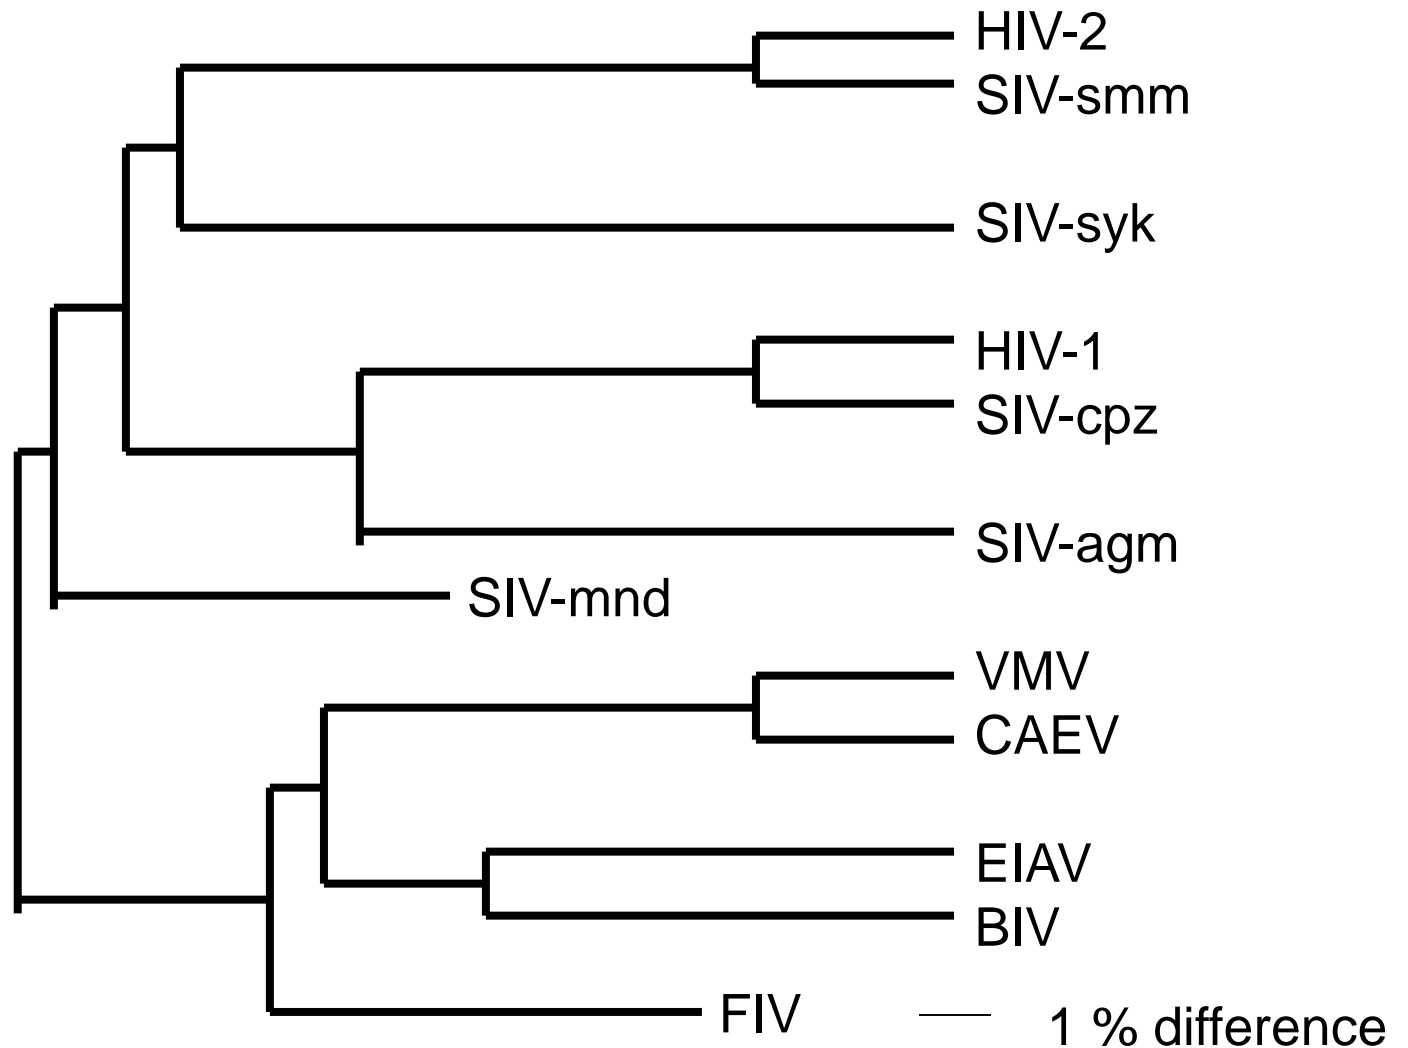 HIV-2
SIV-smm
SIV-syk
HIV-1
SIV-cpz
SIV-agm
SIV-mnd
VMV
CAEV
EIAV
BIV
FIV
1 % difference